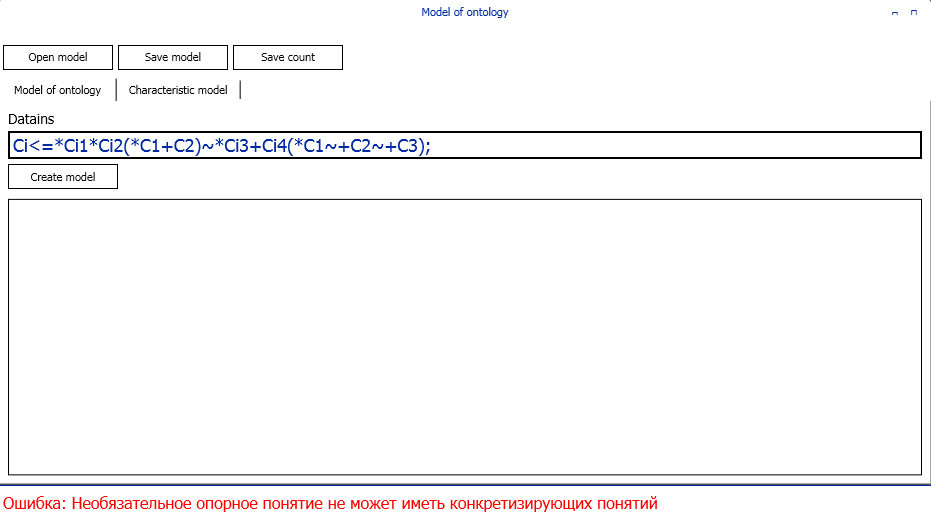 Model of ontology
Open model Save model Save count
Model of ontology Characteristic model
Datains
Ci<=*Ci1*Ci2(*C1+C2)~*Ci3+Ci4(*C1~+C2~+C3);
Create model
Ошибка: Необязательное опорное понятие не может иметь конкретизирующих понятий